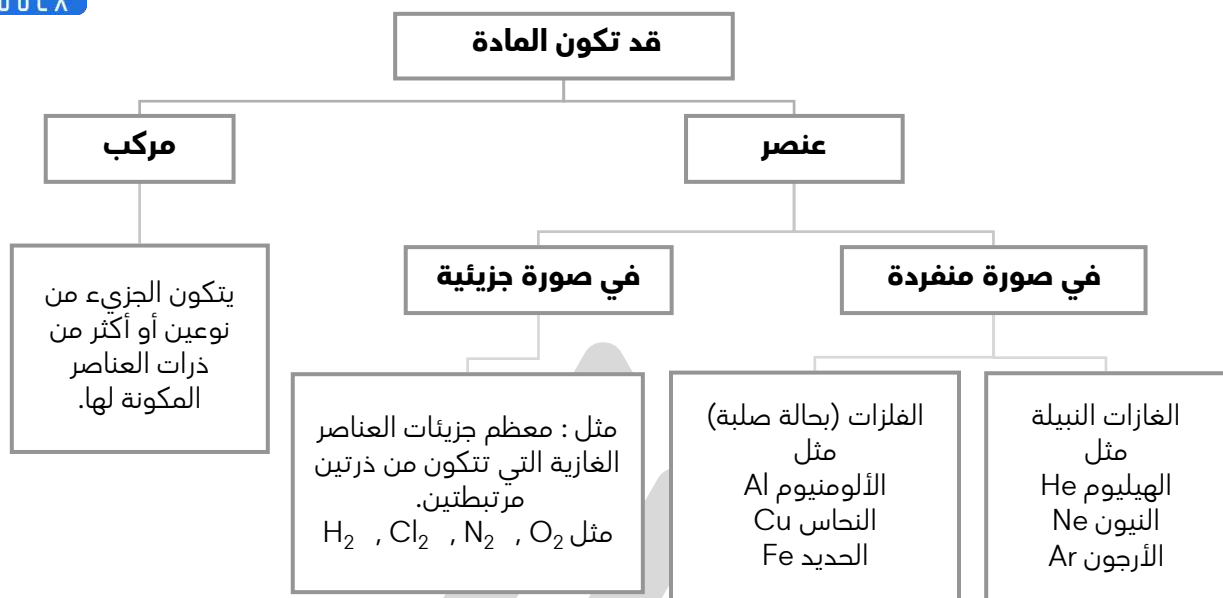 قد تكون المادة
عنصر
مركب
في صورة منفردة
في صورة جزيئية
الغازات النبيلة
مثل
الهيليوم He
النيون Ne
الأرجون Ar
الفلزات (بحالة صلبة)
مثل
الألومنيوم Al
النحاس Cu
الحديد Fe
مثل : معظم جزيئات العناصر
الغازية التي تتكون من ذرتين
مرتبطتين.
مثل H₂ , Cl₂ , N₂ , O₂
يتكون الجزيء من
نوعين أو أكثر من
ذرات العناصر
المكونة لها.